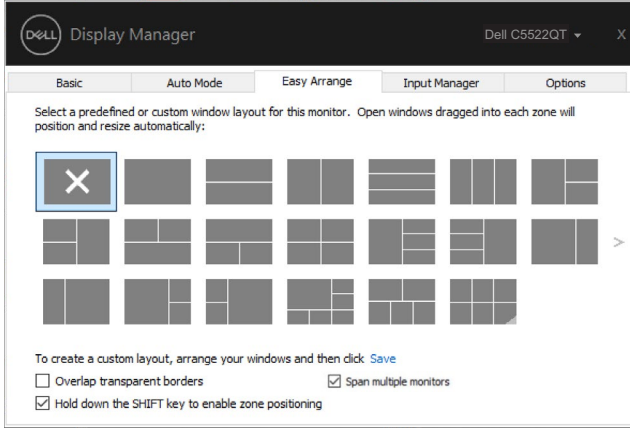 DELL Display Manager Dell C5522QT X
Basic Auto Mode Easy Arrange Input Manager Options
Select a predefined or custom window layout for this monitor. Open windows dragged into each zone will
position and resize automatically:
>
To create a custom layout, arrange your windows and then click Save
Overlap transparent borders Span multiple monitors
Hold down the SHIFT key to enable zone positioning